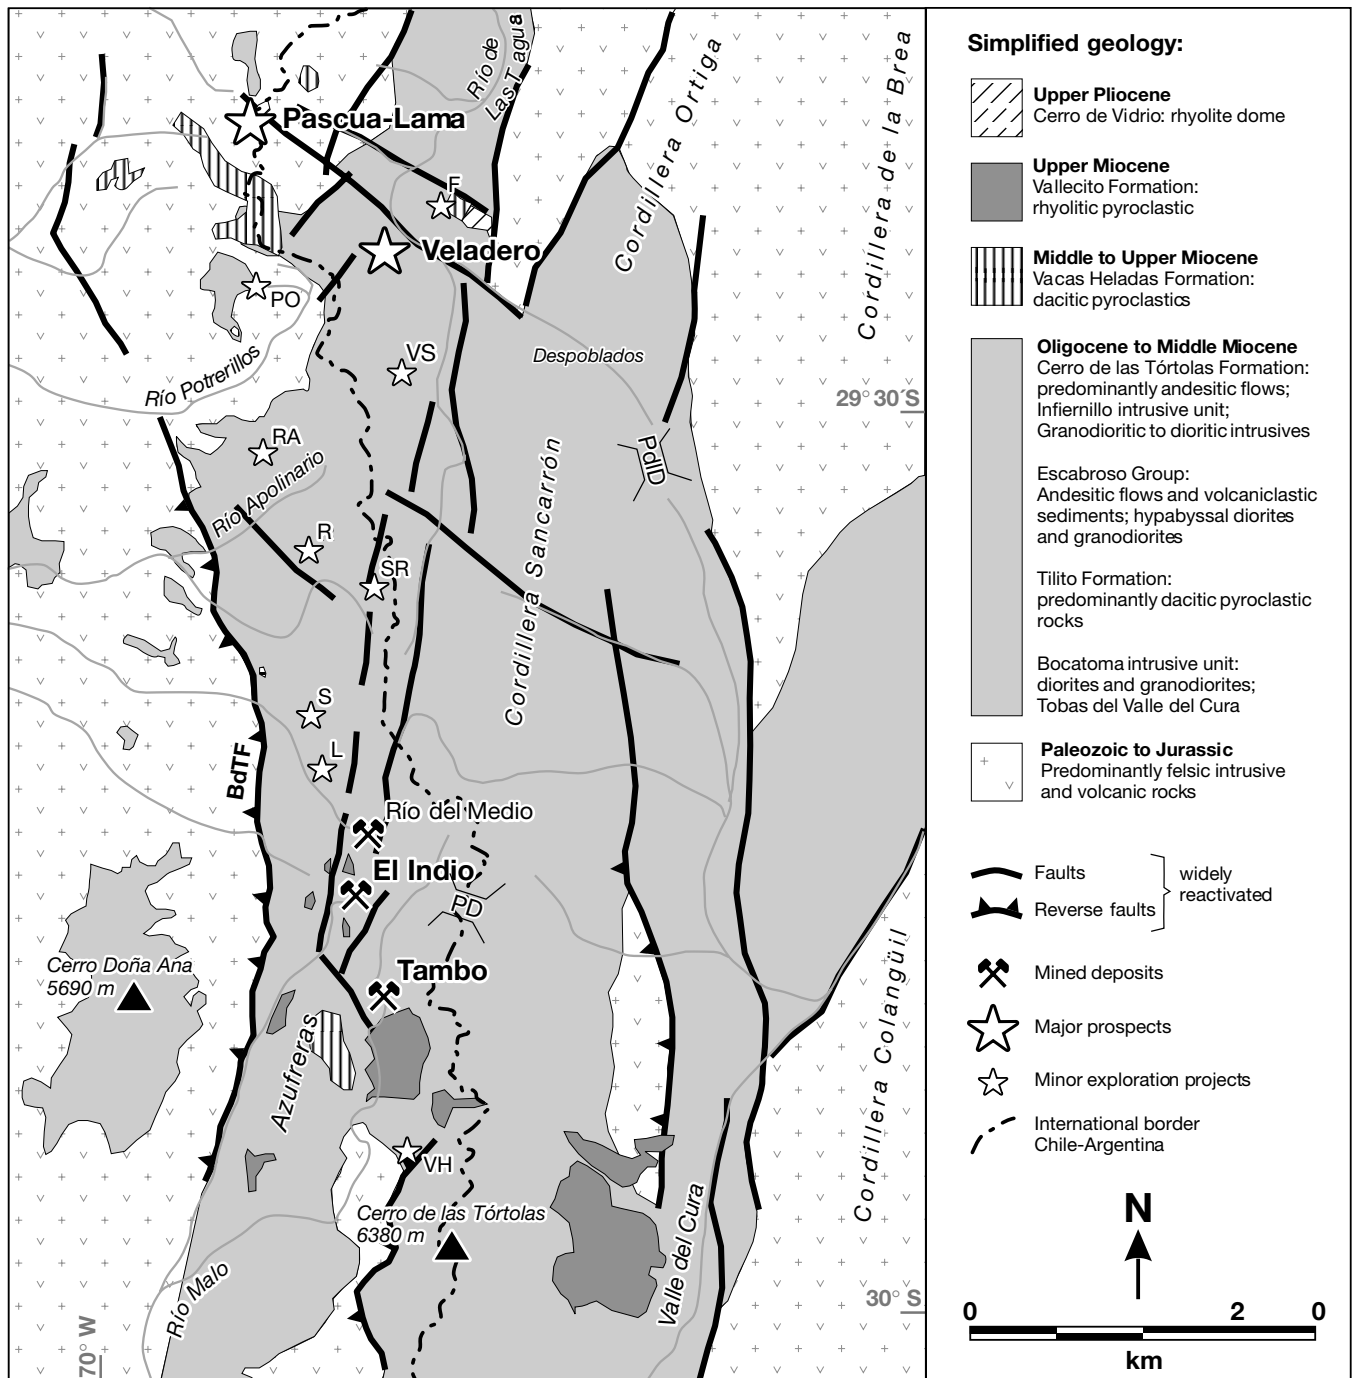 Río de
Las Taguas
Pascua-Lama
F
Veladero
PO
Cordillera Ortiga
Cordillera de la Brea
VS
Despoblados
Río Potrerillos
29° 30´S
RA
Río Apolinario
PdlD
R
SR
Cordillera Sancarrón
S
L
BdTF
Río del Medio
El Indio
PD
Cerro Doña Ana
5690 m
Tambo
Azufreras
Cordillera Colangüil
VH
Cerro de las Tórtolas
6380 m
Valle del Cura
Río Malo
30° S
70° W
Simplified geology:
Upper Pliocene
Cerro de Vidrio: rhyolite dome
Upper Miocene
Vallecito Formation:
rhyolitic pyroclastic
Middle to Upper Miocene
Vacas Heladas Formation:
dacitic pyroclastics
Oligocene to Middle Miocene
Cerro de las Tórtolas Formation:
predominantly andesitic flows;
Infiernillo intrusive unit;
Granodioritic to dioritic intrusives
Escabroso Group:
Andesitic flows and volcaniclastic
sediments; hypabyssal diorites
and granodiorites
Tilito Formation:
predominantly dacitic pyroclastic
rocks
Bocatoma intrusive unit:
diorites and granodiorites;
Tobas del Valle del Cura
Paleozoic to Jurassic
Predominantly felsic intrusive
and volcanic rocks
Faults
Reverse faults
widely
reactivated
Mined deposits
Major prospects
Minor exploration projects
International border
Chile-Argentina
N
0 2 0
km